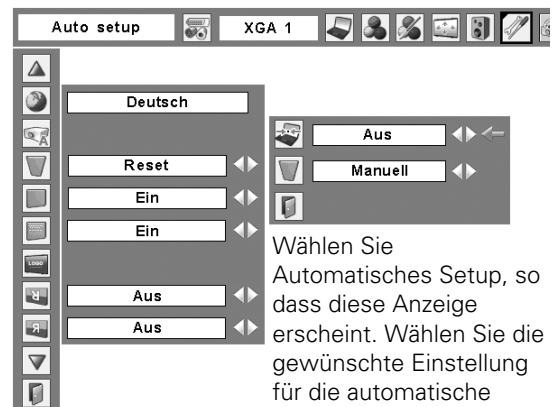 Auto setup XGA 1
Deutsch
Reset
Ein
Ein
LOGO
Aus
Aus
Aus
Manuell
Wählen Sie
Automatisches Setup, so
dass diese Anzeige
erscheint. Wählen Sie die
gewünschte Einstellung
für die automatische